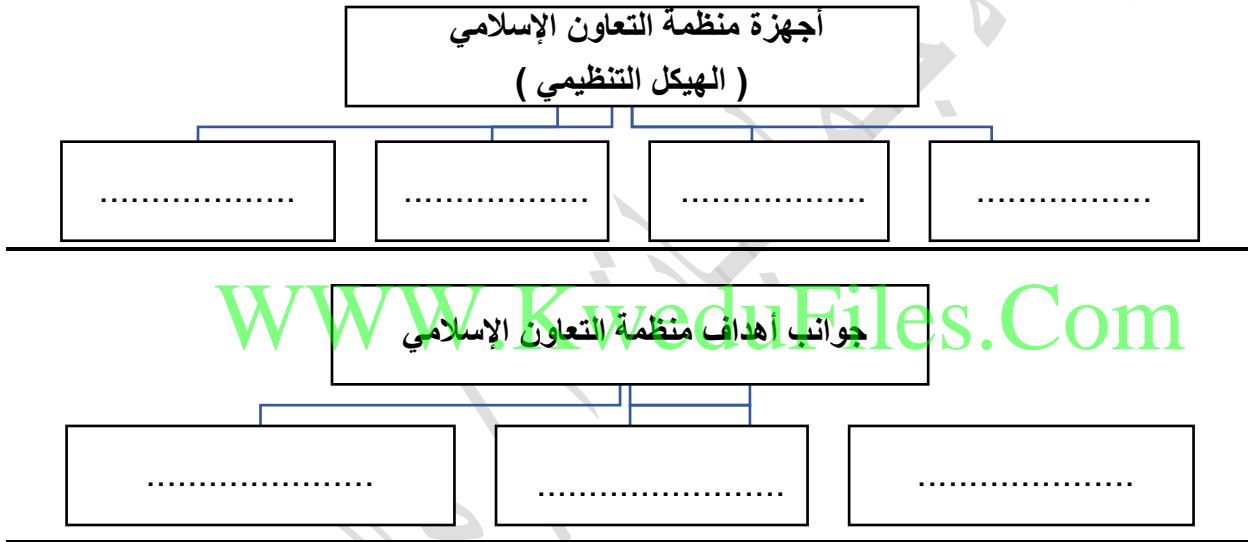 أجهزة منظمة التعاون الإسلامي
( الهيكل التنظيمي )
................. .................. .................. ...................
WWW.KweduFiles.Com
جوانب أهداف منظمة التعاون الإسلامي
..................... ........................ ......................